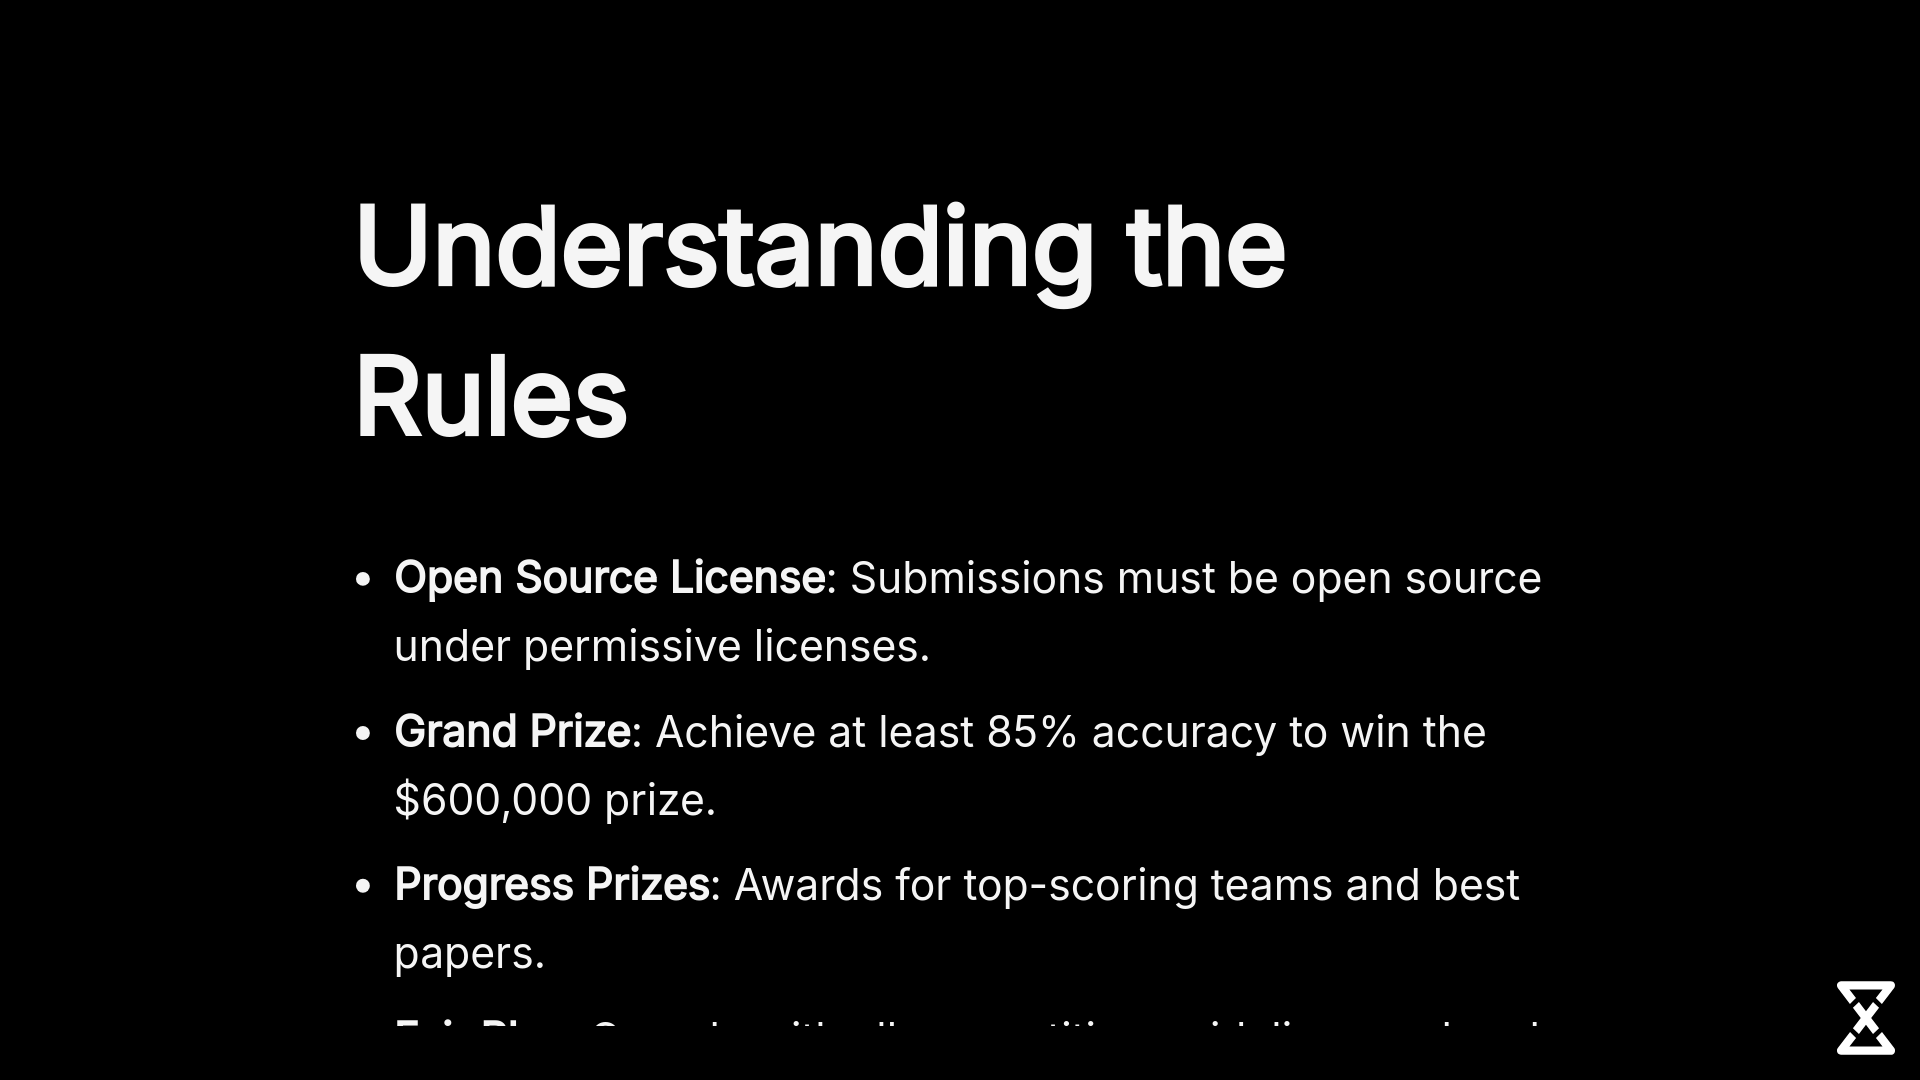 Understanding the
Rules
• Open Source License: Submissions must be open source
under permissive licenses.
• Grand Prize: Achieve at least 85% accuracy to win the
$600,000 prize.
• Progress Prizes: Awards for top-scoring teams and best
papers.